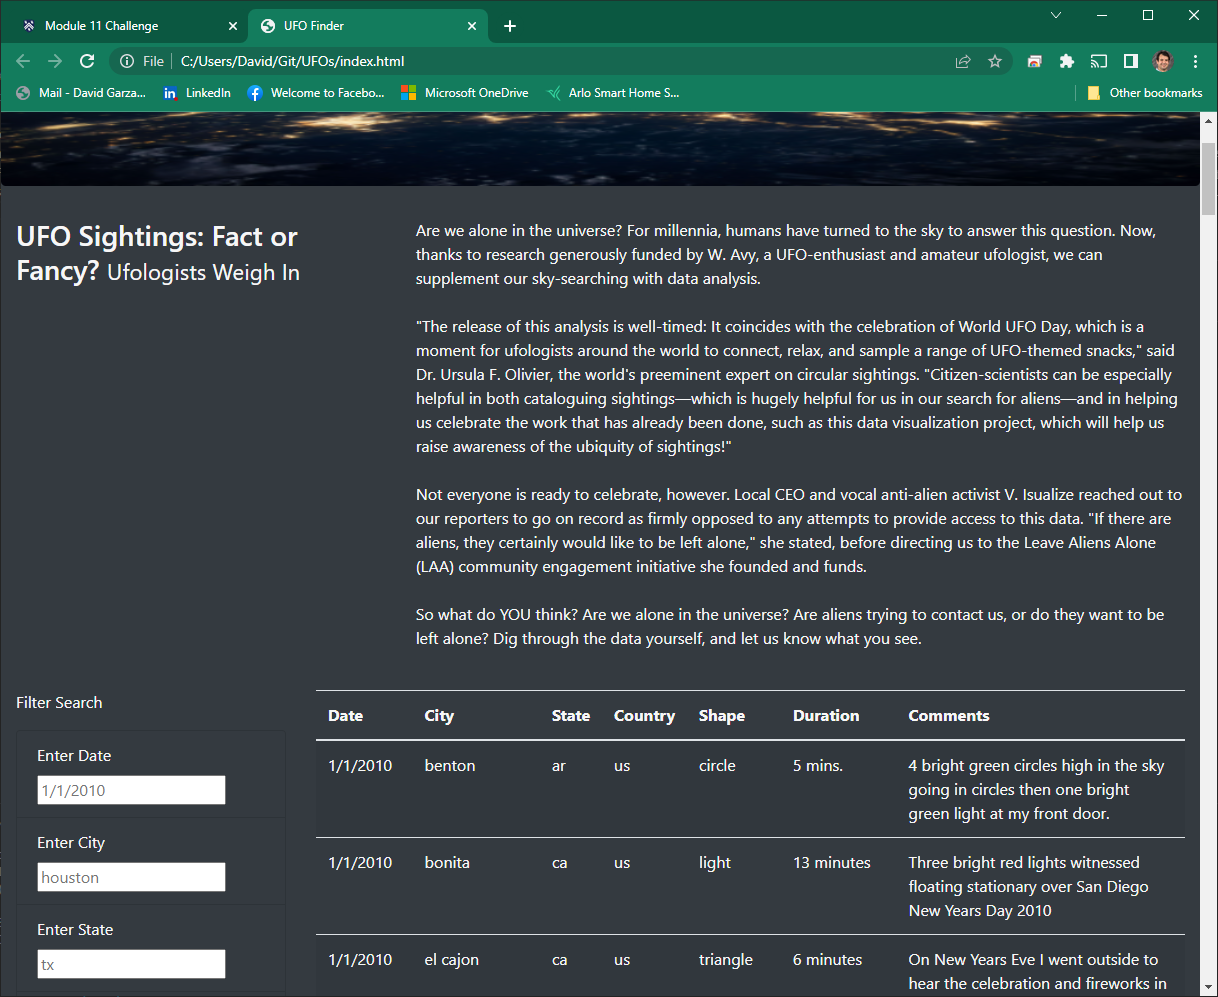 Module 11 Challenge
UFO Finder
File
C:/Users/David/Git/UFOs/index.html
Mail - David Garza...
LinkedIn
Welcome to Facebo...
Microsoft OneDrive
Arlo Smart Home S...
Other bookmarks
UFO Sightings: Fact or
Fancy? Ufologists Weigh In
Are we alone in the universe? For millennia, humans have turned to the sky to answer this question. Now,
thanks to research generously funded by W. Avy, a UFO-enthusiast and amateur ufologist, we can
supplement our sky-searching with data analysis.
"The release of this analysis is well-timed: It coincides with the celebration of World UFO Day, which is a
moment for ufologists around the world to connect, relax, and sample a range of UFO-themed snacks," said
Dr. Ursula F. Olivier, the world's preeminent expert on circular sightings. "Citizen-scientists can be especially
helpful in both cataloguing sightings—which is hugely helpful for us in our search for aliens—and in helping
us celebrate the work that has already been done, such as this data visualization project, which will help us
raise awareness of the ubiquity of sightings!"
Not everyone is ready to celebrate, however. Local CEO and vocal anti-alien activist V. Isualize reached out to
our reporters to go on record as firmly opposed to any attempts to provide access to this data. "If there are
aliens, they certainly would like to be left alone," she stated, before directing us to the Leave Aliens Alone
(LAA) community engagement initiative she founded and funds.
So what do YOU think? Are we alone in the universe? Are aliens trying to contact us, or do they want to be
left alone? Dig through the data yourself, and let us know what you see.
Filter Search
Enter Date
1/1/2010
Enter City
houston
Enter State
tx
Date City State Country Shape Duration Comments
1/1/2010 benton ar us circle 5 mins. 4 bright green circles high in the sky
going in circles then one bright
green light at my front door.
1/1/2010 bonita ca us light 13 minutes Three bright red lights witnessed
floating stationary over San Diego
New Years Day 2010
1/1/2010 el cajon ca us triangle 6 minutes On New Years Eve I went outside to
hear the celebration and fireworks in